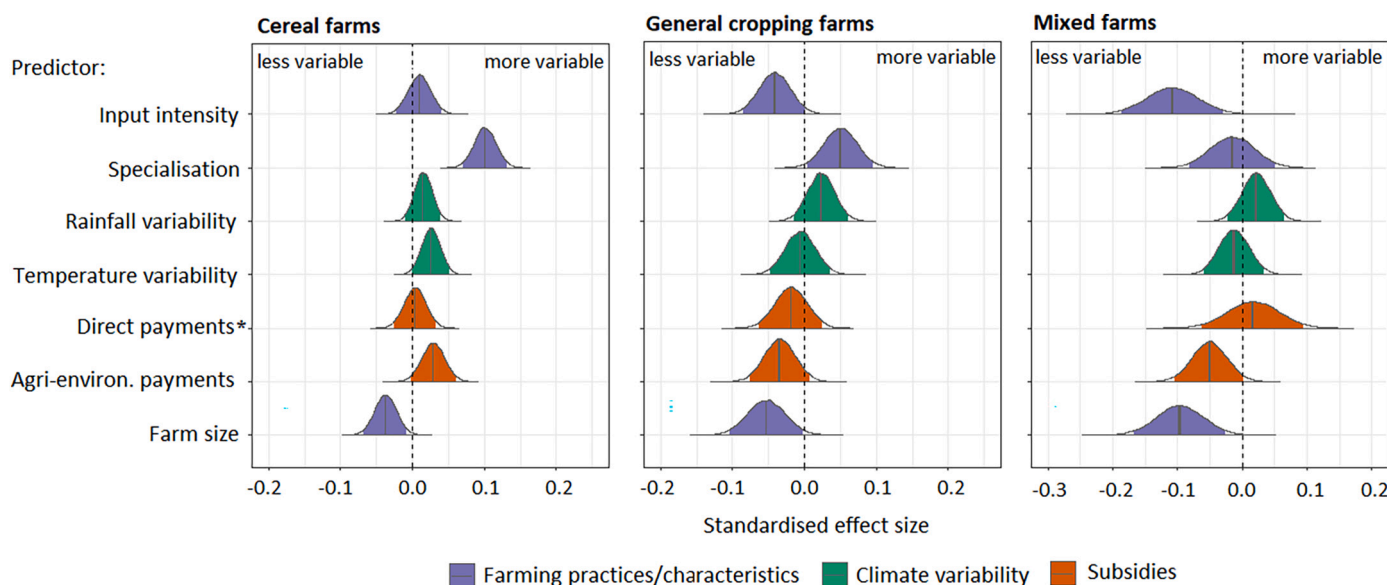 Cereal farms
General cropping farms
Mixed farms
Predictor:
less variable
more variable
less variable
more variable
less variable
more variable
Input intensity
Specialisation
Rainfall variability
Temperature variability
Direct payments*
Agri-environ. payments
Farm size
-0.2 -0.1 0.0 0.1 0.2
-0.2 -0.1 0.0 0.1 0.2
-0.3 -0.2 -0.1 0.0 0.1 0.2
Standardised effect size
Farming practices/characteristics
Climate variability
Subsidies